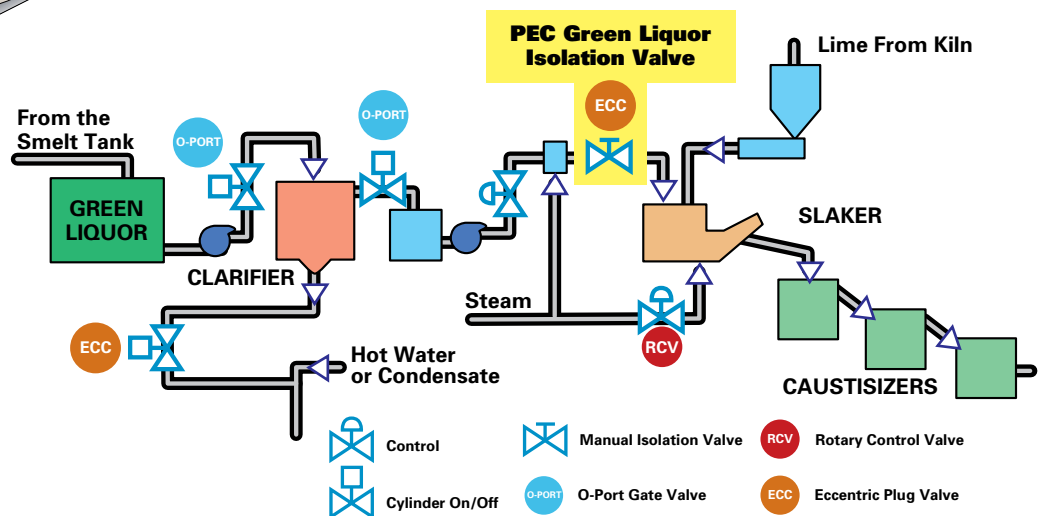 PEC Green Liquor
Isolation Valve
Lime From Kiln
From the
Smelt Tank
O-PORT
O-PORT
ECC
GREEN
LIQUOR
CLARIFIER
SLAKER
Steam
ECC
RCV
Hot Water
or Condensate
CAUSTISIZERS
Control
Manual Isolation Valve
RCV
Rotary Control Valve
Cylinder On/Off
O-PORT
O-Port Gate Valve
ECC
Eccentric Plug Valve